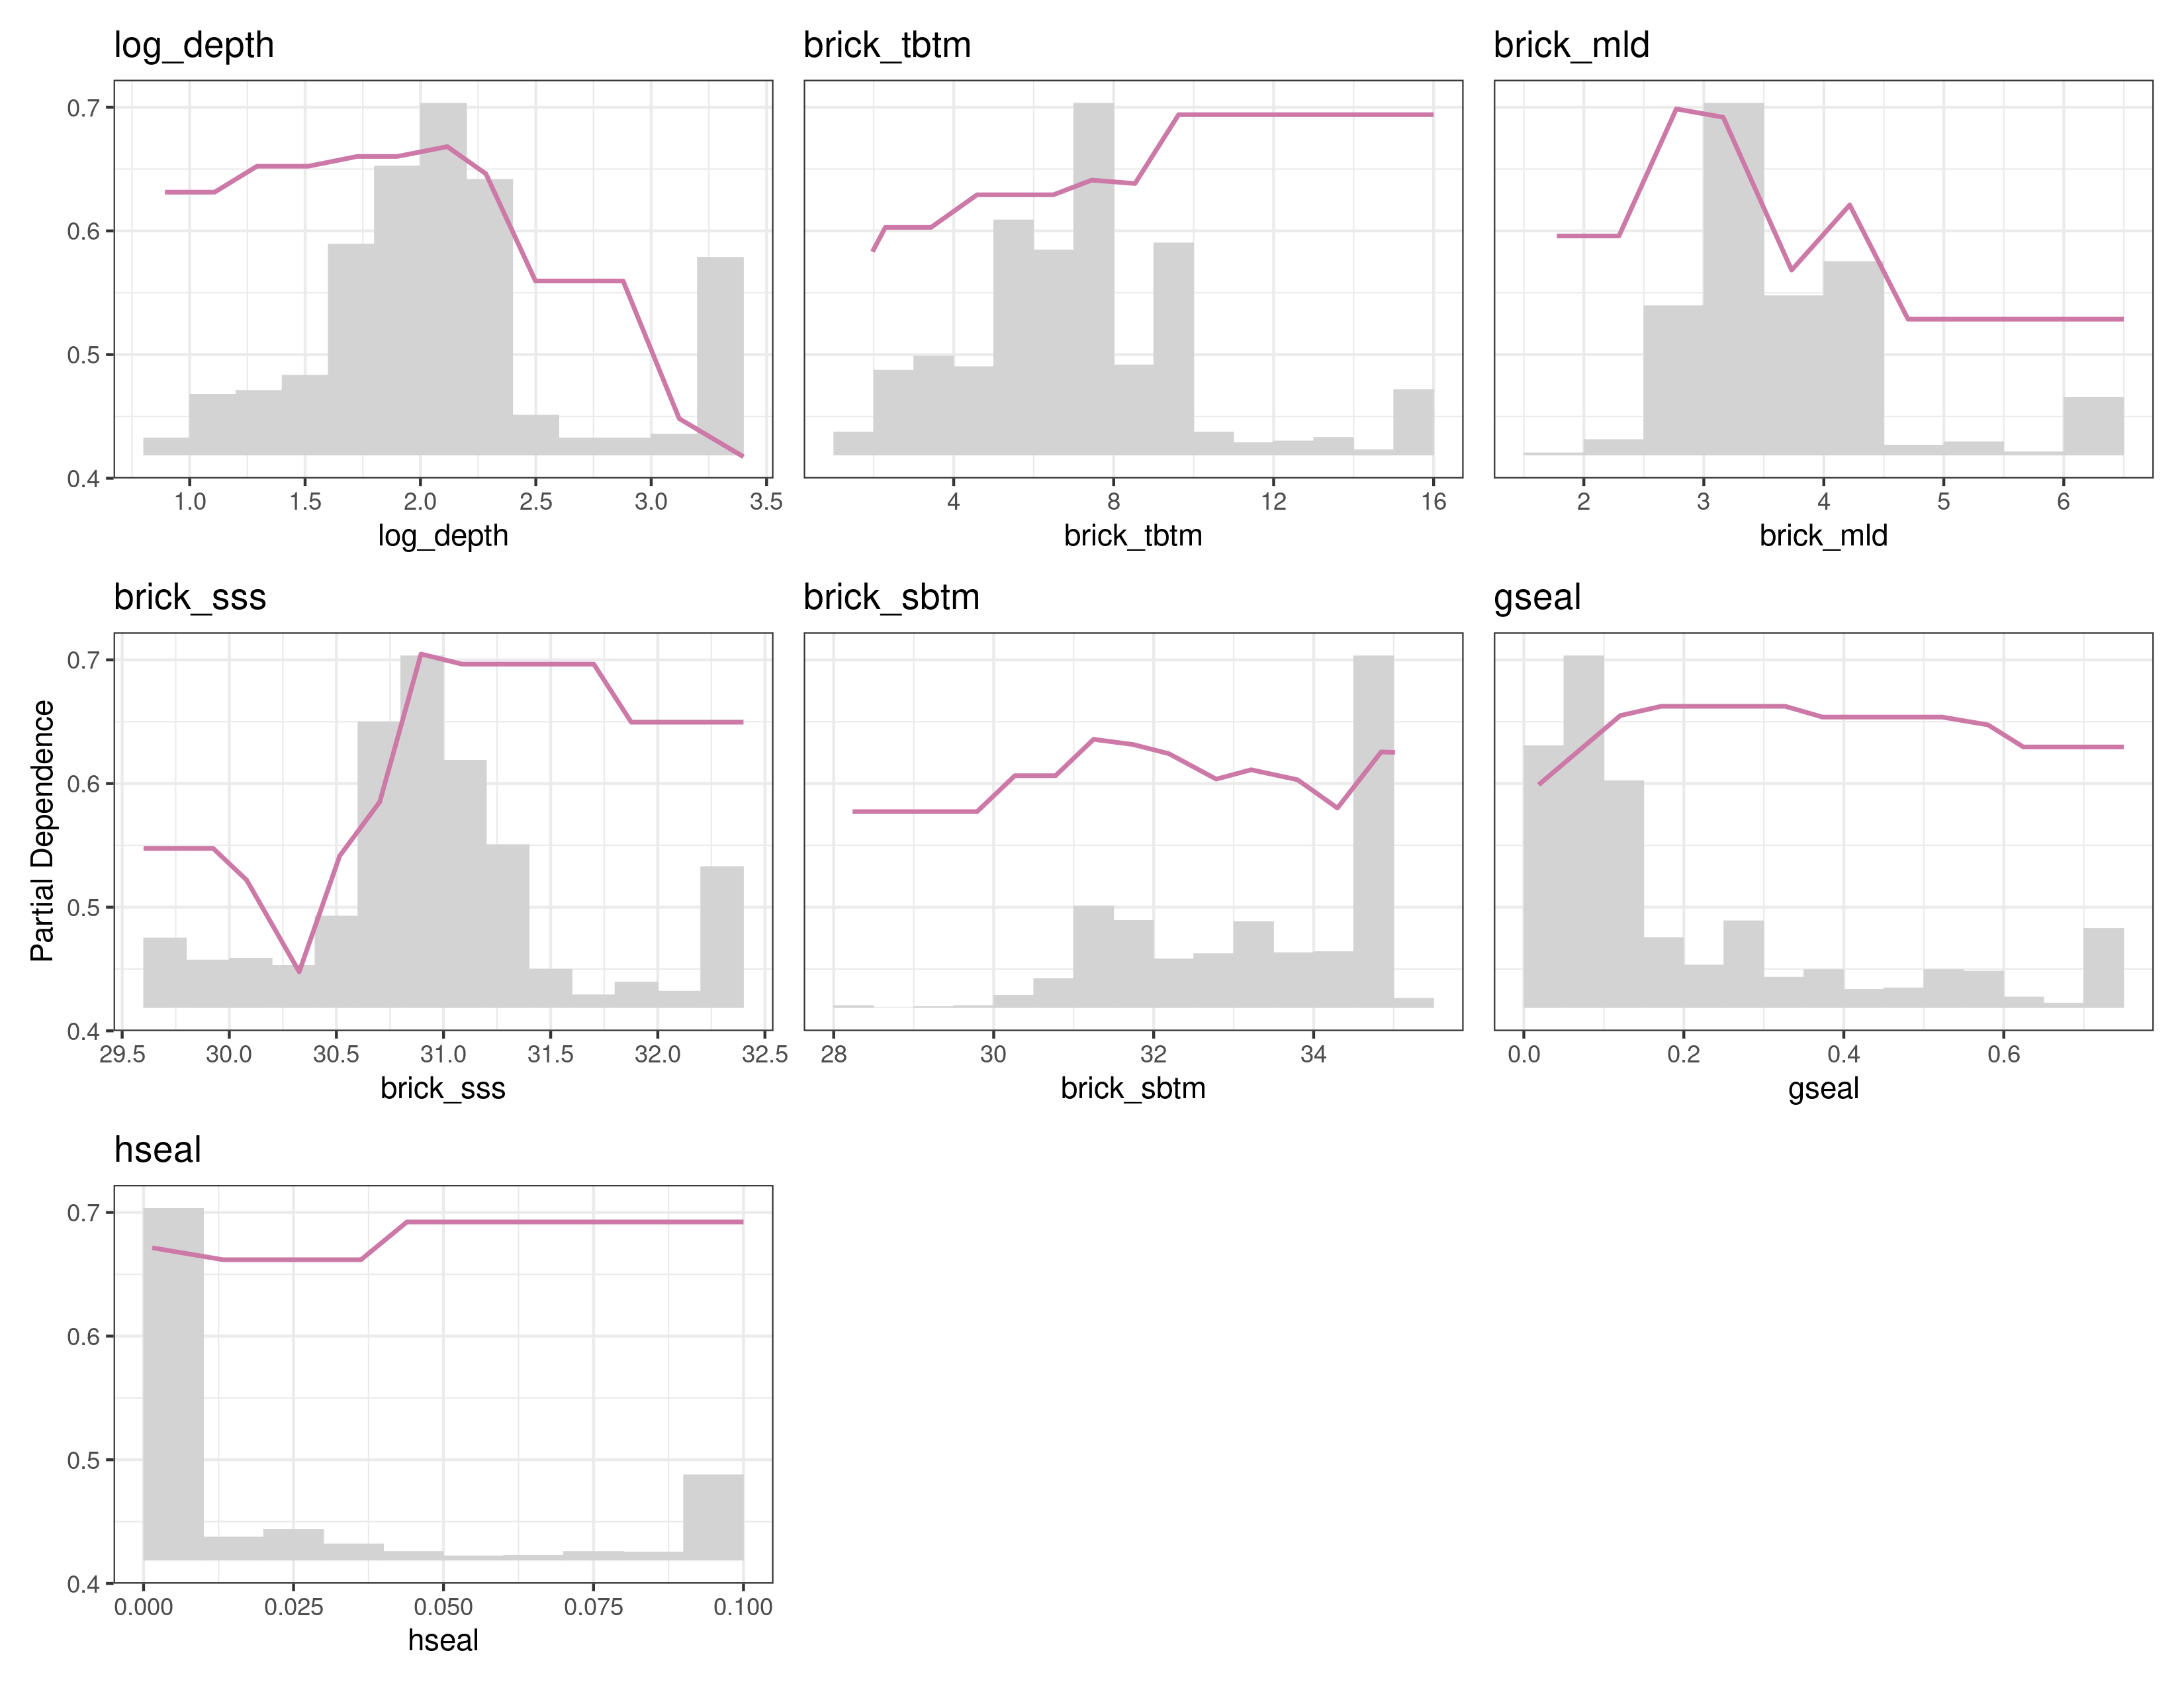 log_depth
brick_tbtm
brick_mld
0.7
0.6
0.5
0.4
1.0 1.5 2.0 2.5 3.0 3.5
4 8 12 16
2 3 4 5 6
log_depth
brick_tbtm
brick_mld
brick_sss
brick_sbtm
gseal
Partial Dependence
0.7
0.6
0.5
0.4
29.5 30.0 30.5 31.0 31.5 32.0 32.5
28 30 32 34
0.0 0.2 0.4 0.6
brick_sss
brick_sbtm
gseal
hseal
0.7
0.6
0.5
0.4
0.000 0.025 0.050 0.075 0.100
hseal